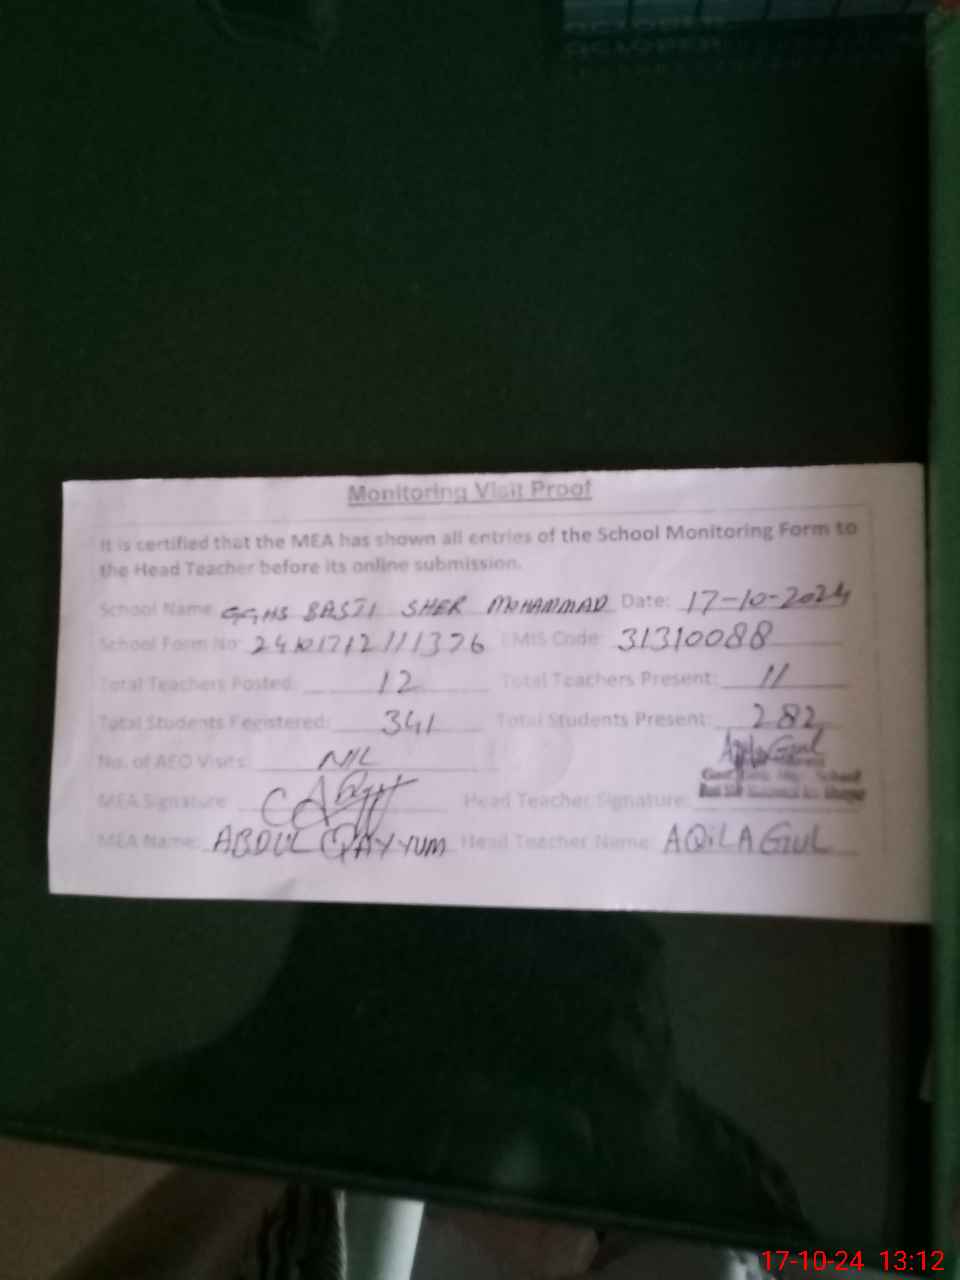 Monitoring Visit Proof
It is certified that the MEA has shown all entries of the School Monitoring Form to
the Head Teacher before its online submission.
School Name: GGHS BASTI SHER MOHAMMAD Date: 17-10-2024
School Form No: EMIS Code: 31310088
Total Teachers Posted: 12 Total Teachers Present: 11
Total Students Registered: 341 Total Students Present: 282
No. of AEO Visits: NIL
MEA Signature: Head Teacher Signature: Aqila Gul
MEA Name: ABDUL QAYYUM Head Teacher Name: AQiLA GUL
17-10-24 13:12